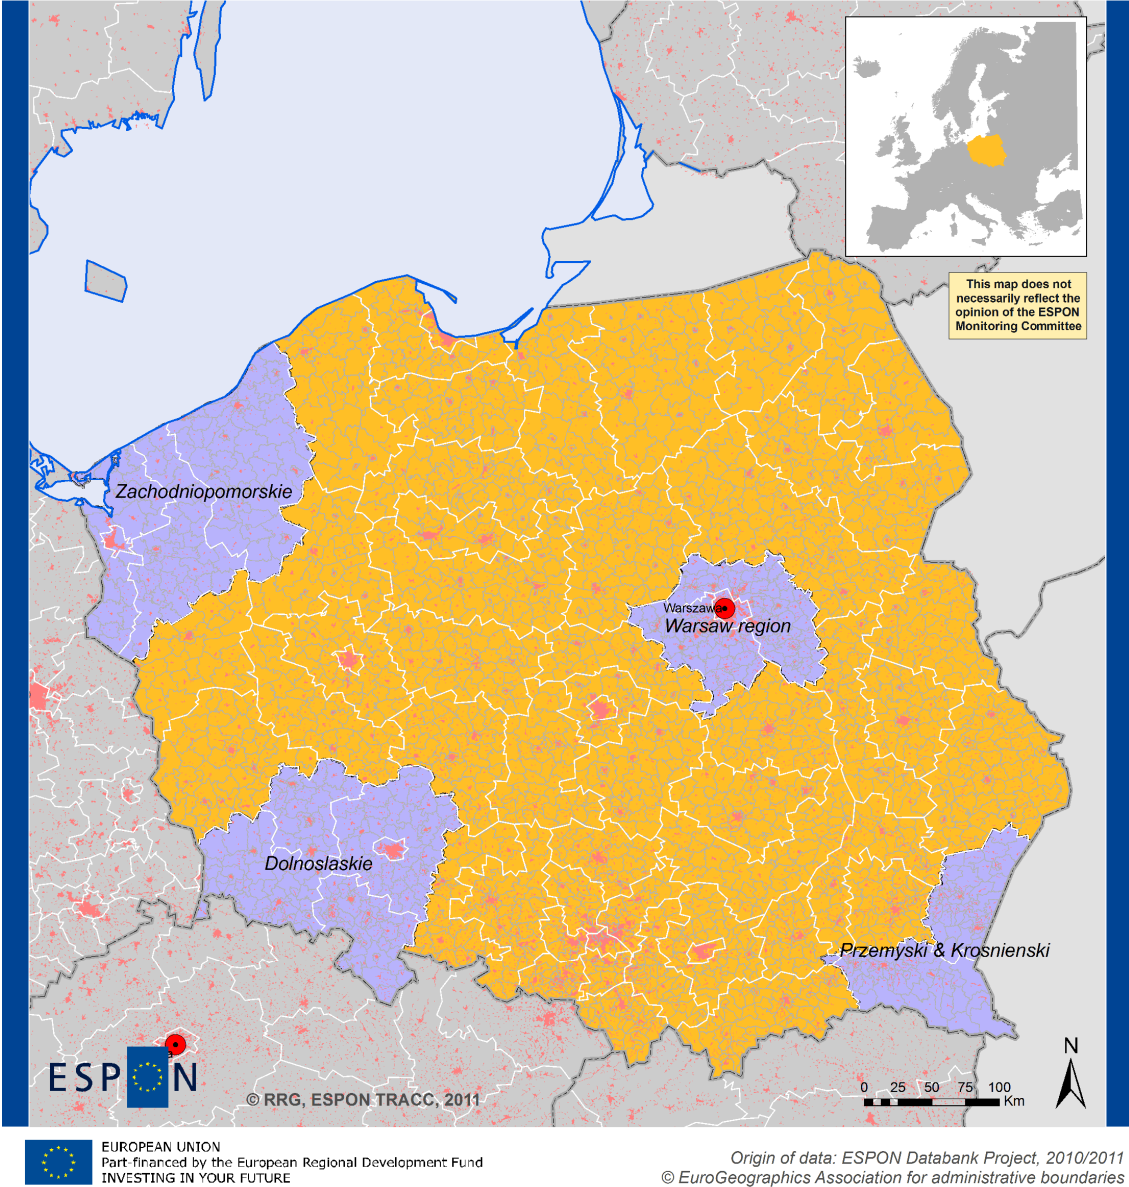 This map does not
necessarily reflect the
opinion of the ESPON
Monitoring Committee
Zachodniopomorskie
Warszawa
Warsaw region
Dolnoslaskie
Przemyski & Krosnienski
N
0 25 50 75 100
Km
ESPON
© RRG, ESPON TRACC, 2011
EUROPEAN UNION
Part-financed by the European Regional Development Fund
INVESTING IN YOUR FUTURE
Origin of data: ESPON Databank Project, 2010/2011
© EuroGeographics Association for administrative boundaries